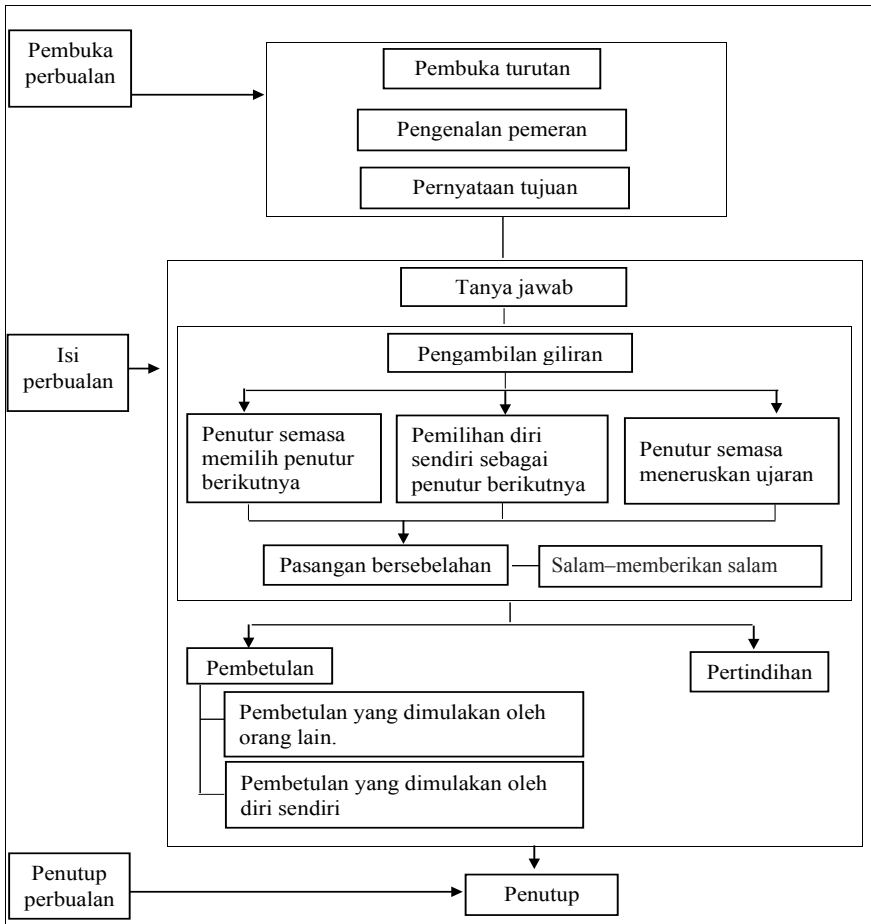 Pembuka
perbualan
Pembuka turutan
Pengenalan pemeran
Pernyataan tujuan
Isi
perbualan
Tanya jawab
Pengambilan giliran
Penutur semasa
memilih penutur
berikutnya
Pemilihan diri
sendiri sebagai
penutur berikutnya
Penutur semasa
meneruskan ujaran
Pasangan bersebelahan
Salam–memberikan salam
Pembetulan
Pertindihan
Pembetulan yang dimulakan oleh
orang lain.
Pembetulan yang dimulakan oleh
diri sendiri
Penutup
perbualan
Penutup